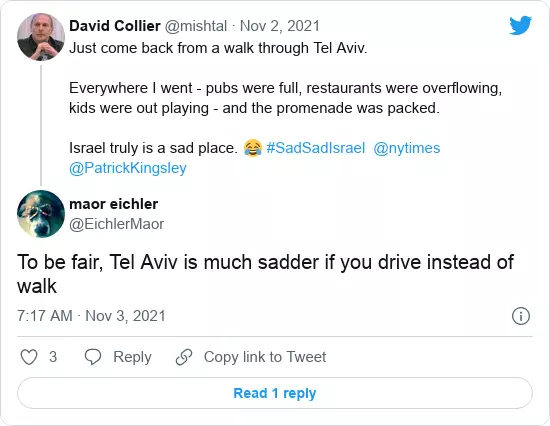 David Collier @mishtal · Nov 2, 2021
Just come back from a walk through Tel Aviv.
Everywhere I went - pubs were full, restaurants were overflowing,
kids were out playing - and the promenade was packed.
Israel truly is a sad place. 😂 #SadSadIsrael @nytimes
@PatrickKingsley
maor eichler
@EichlerMaor
To be fair, Tel Aviv is much sadder if you drive instead of
walk
7:17 AM · Nov 3, 2021
3 Reply Copy link to Tweet
Read 1 reply